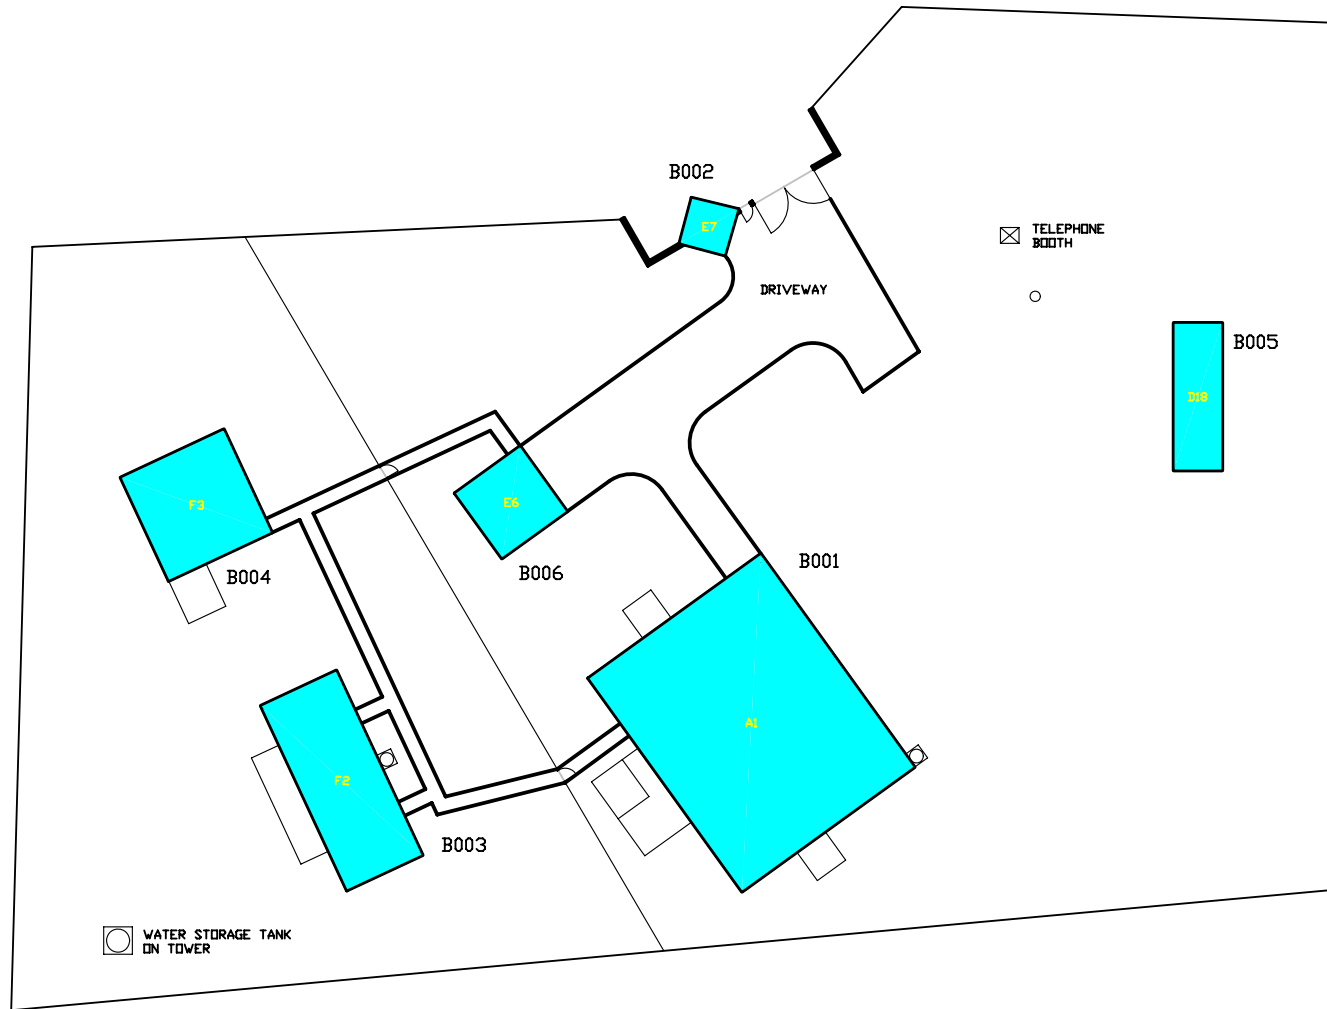 B002
E7
TELEPHONE
BOOTH
DRIVEWAY
B005
D18
F3
E6
B004
B006
B001
A1
F2
B003
WATER STORAGE TANK
ON TOWER